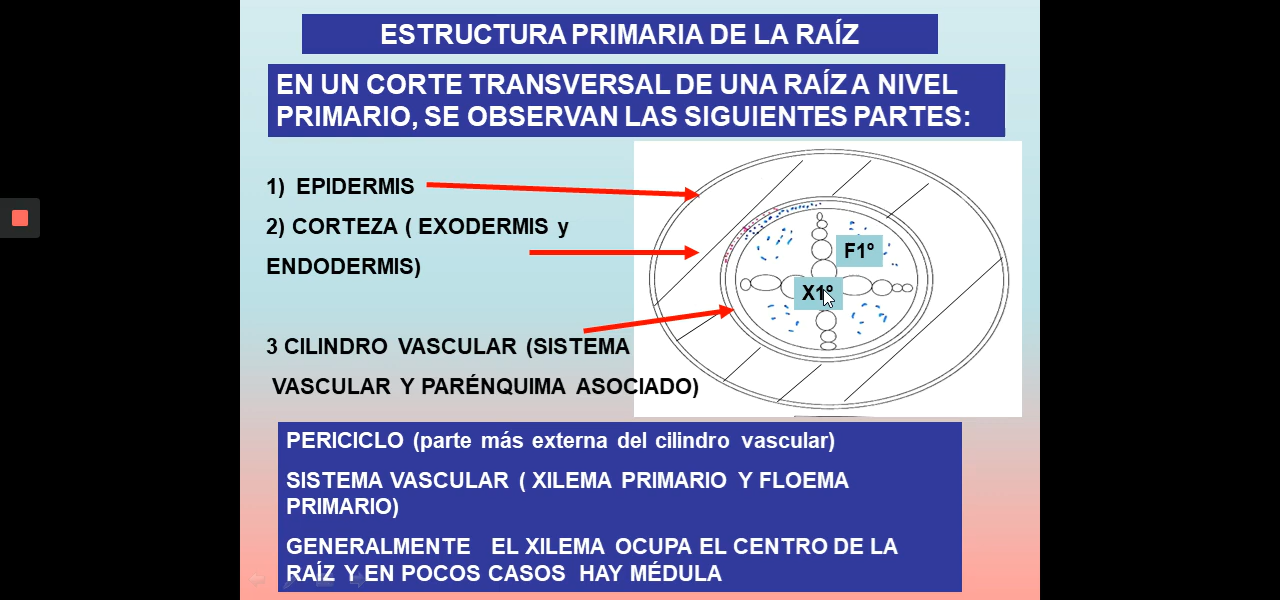 ESTRUCTURA PRIMARIA DE LA RAÍZ
EN UN CORTE TRANSVERSAL DE UNA RAÍZ A NIVEL
PRIMARIO, SE OBSERVAN LAS SIGUIENTES PARTES:
1) EPIDERMIS
2) CORTEZA ( EXODERMIS y
ENDODERMIS)
F1º
X1º
3 CILINDRO VASCULAR (SISTEMA
VASCULAR Y PARÉNQUIMA ASOCIADO)
PERICICLO (parte más externa del cilindro vascular)
SISTEMA VASCULAR ( XILEMA PRIMARIO Y FLOEMA
PRIMARIO)
GENERALMENTE EL XILEMA OCUPA EL CENTRO DE LA
RAÍZ Y EN POCOS CASOS HAY MÉDULA